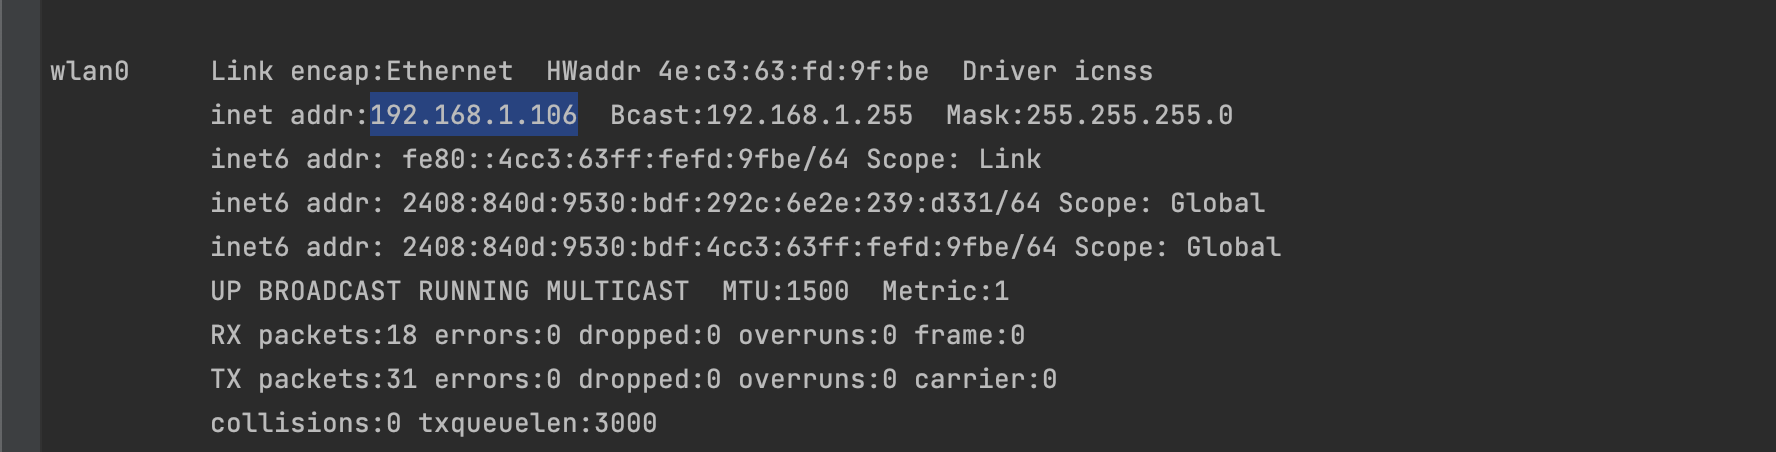 wlan0     Link encap:Ethernet  HWaddr 4e:c3:63:fd:9f:be  Driver icnss
          inet addr:192.168.1.106  Bcast:192.168.1.255  Mask:255.255.255.0
          inet6 addr: fe80::4cc3:63ff:fefd:9fbe/64 Scope: Link
          inet6 addr: 2408:840d:9530:bdf:292c:6e2e:239:d331/64 Scope: Global
          inet6 addr: 2408:840d:9530:bdf:4cc3:63ff:fefd:9fbe/64 Scope: Global
          UP BROADCAST RUNNING MULTICAST  MTU:1500  Metric:1
          RX packets:18 errors:0 dropped:0 overruns:0 frame:0
          TX packets:31 errors:0 dropped:0 overruns:0 carrier:0
          collisions:0 txqueuelen:3000